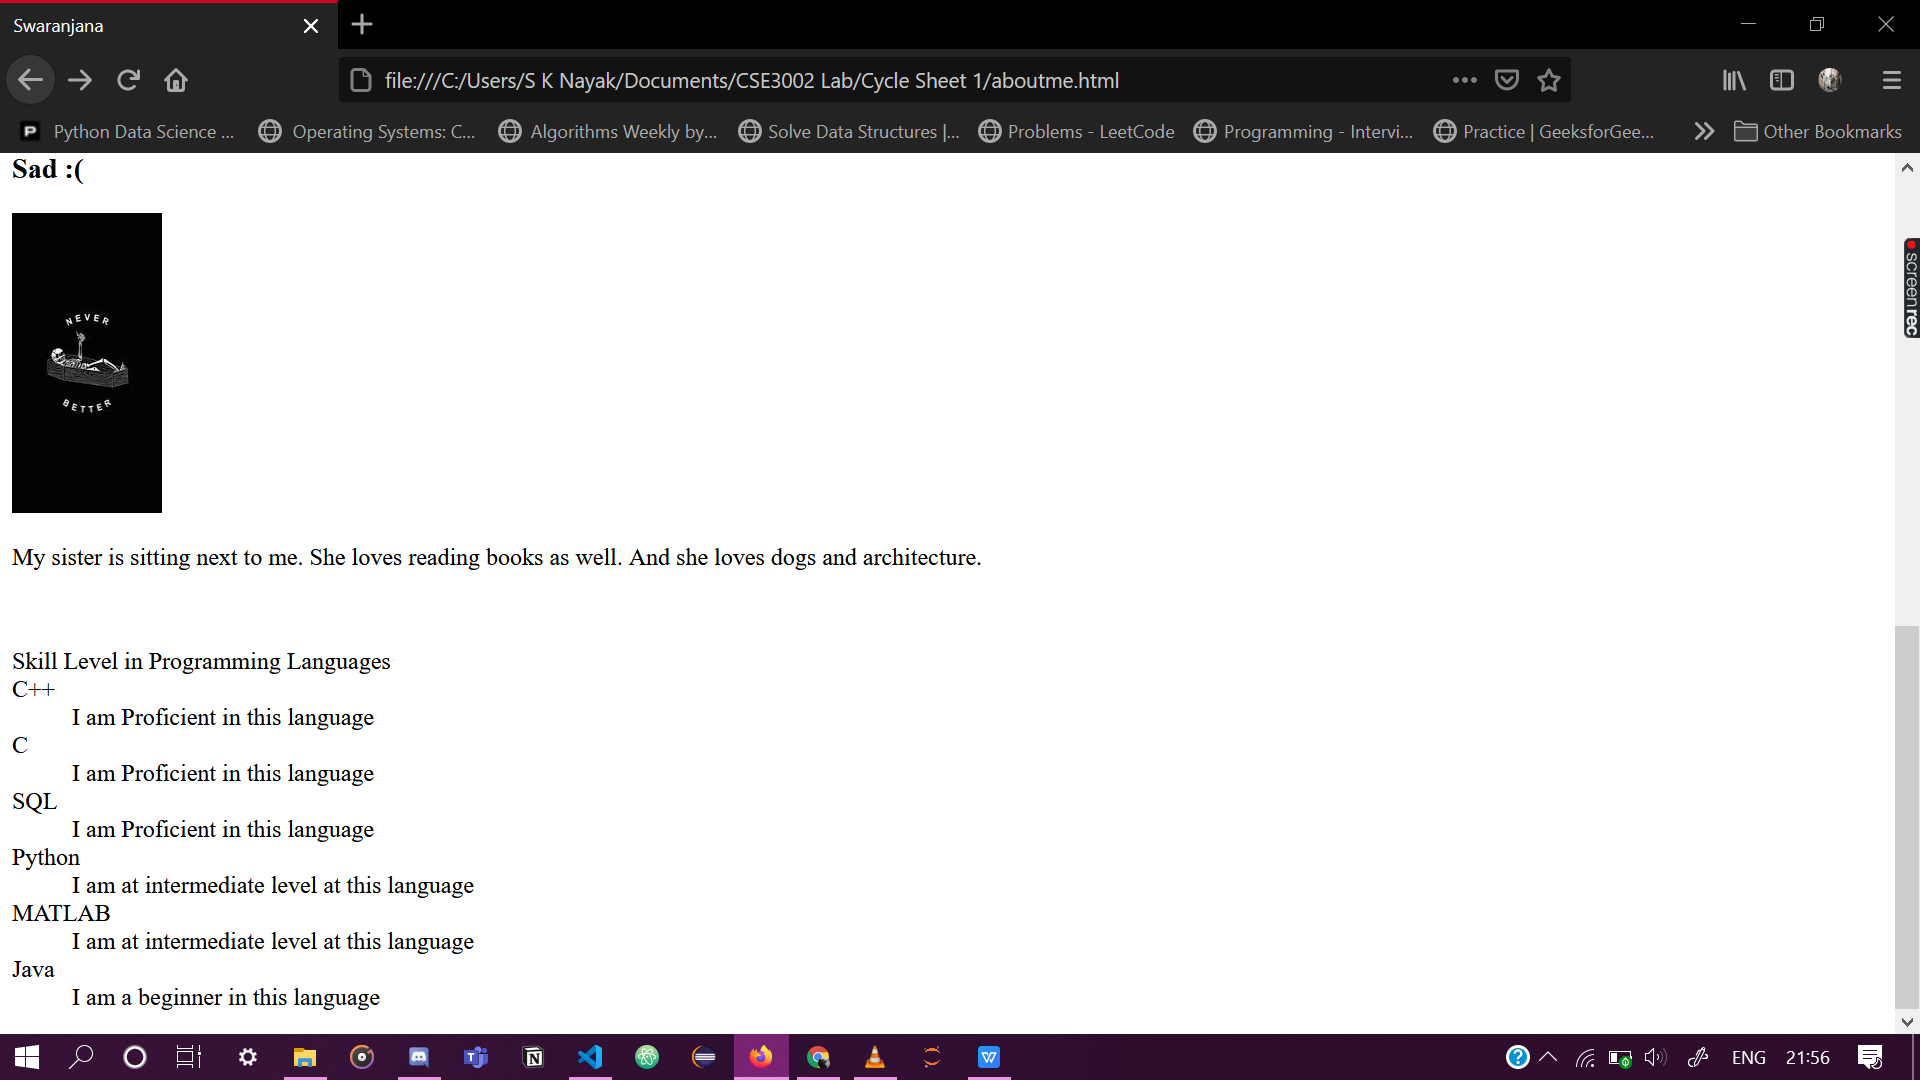 Swaranjana
file:///C:/Users/S K Nayak/Documents/CSE3002 Lab/Cycle Sheet 1/aboutme.html
Python Data Science ...
Operating Systems: C...
Algorithms Weekly by...
Solve Data Structures |...
Problems - LeetCode
Programming - Intervi...
Practice | GeeksforGee...
Other Bookmarks
Sad :(
screenrec
NEVER
BETTER
My sister is sitting next to me. She loves reading books as well. And she loves dogs and architecture.
Skill Level in Programming Languages
C++
I am Proficient in this language
C
I am Proficient in this language
SQL
I am Proficient in this language
Python
I am at intermediate level at this language
MATLAB
I am at intermediate level at this language
Java
I am a beginner in this language
ENG
21:56